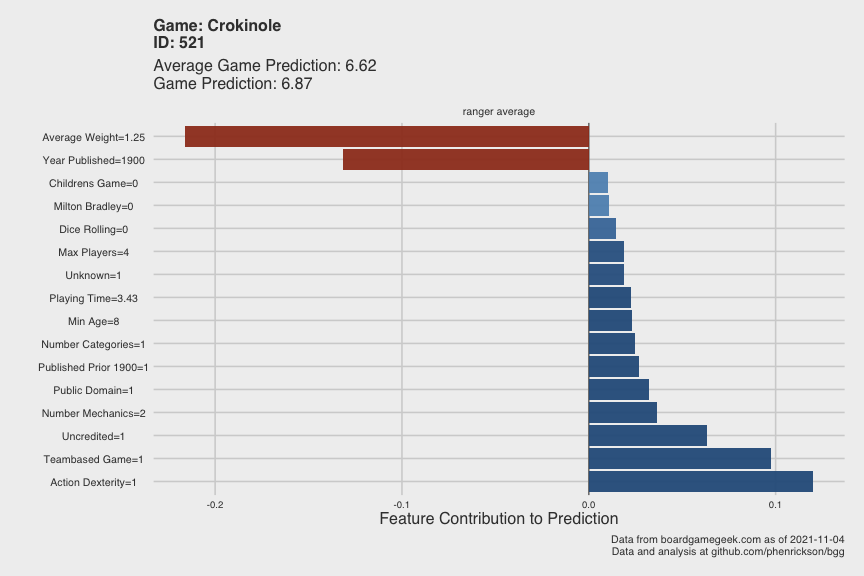 Game: Crokinole
ID: 521
Average Game Prediction: 6.62
Game Prediction: 6.87
ranger average
Average Weight=1.25
Year Published=1900
Childrens Game=0
Milton Bradley=0
Dice Rolling=0
Max Players=4
Unknown=1
Playing Time=3.43
Min Age=8
Number Categories=1
Published Prior 1900=1
Public Domain=1
Number Mechanics=2
Uncredited=1
Teambased Game=1
Action Dexterity=1
-0.2 -0.1 0.0 0.1
Feature Contribution to Prediction
Data from boardgamegeek.com as of 2021-11-04
Data and analysis at github.com/phenrickson/bgg